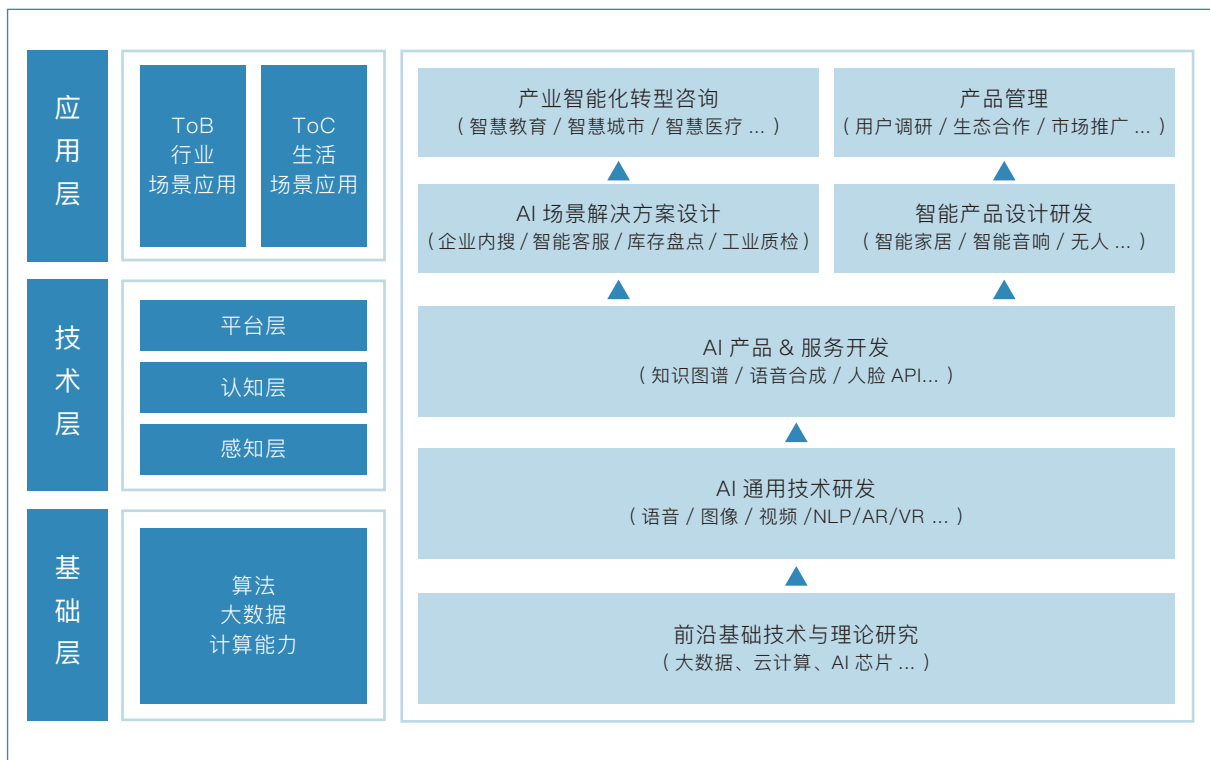 应
用
层
ToB
行业
场景应用
ToC
生活
场景应用
产业智能化转型咨询
（智慧教育 / 智慧城市 / 智慧医疗 ... ）
产品管理
（用户调研 / 生态合作 / 市场推广 ... ）
AI 场景解决方案设计
（企业内搜 / 智能客服 / 库存盘点 / 工业质检）
智能产品设计研发
（智能家居 / 智能音响 / 无人 ... ）
技
术
层
平台层
认知层
感知层
AI 产品 & 服务开发
（知识图谱 / 语音合成 / 人脸 API... ）
AI 通用技术研发
（语音 / 图像 / 视频 /NLP/AR/VR ... ）
基
础
层
算法
大数据
计算能力
前沿基础技术与理论研究
（大数据、云计算、AI 芯片 ... ）